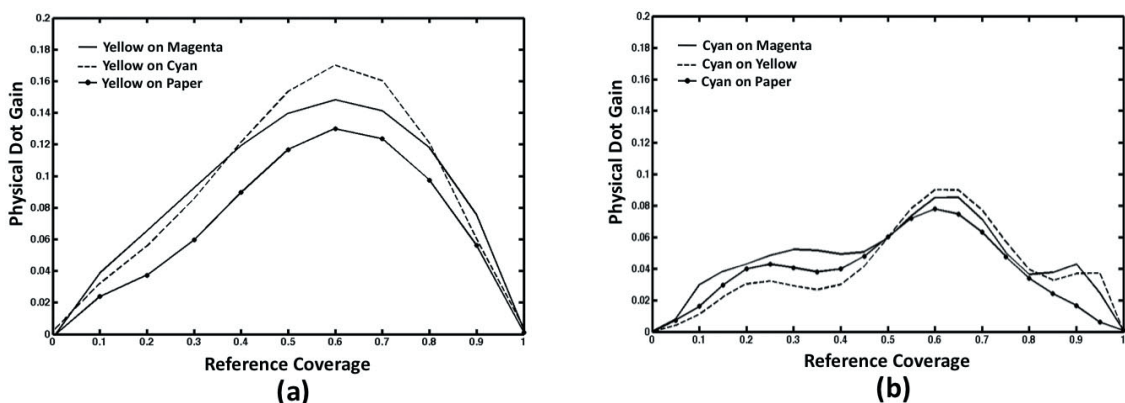 0.2
0.18
0.16
0.14
0.12
0.1
0.08
0.06
0.04
0.02
0
Physical Dot Gain
Yellow on Magenta
Yellow on Cyan
Yellow on Paper
0 0.1 0.2 0.3 0.4 0.5 0.6 0.7 0.8 0.9 1
Reference Coverage
(a)
0.2
0.18
0.16
0.14
0.12
0.1
0.08
0.06
0.04
0.02
0
Physical Dot Gain
Cyan on Magenta
Cyan on Yellow
Cyan on Paper
0 0.1 0.2 0.3 0.4 0.5 0.6 0.7 0.8 0.9 1
Reference Coverage
(b)